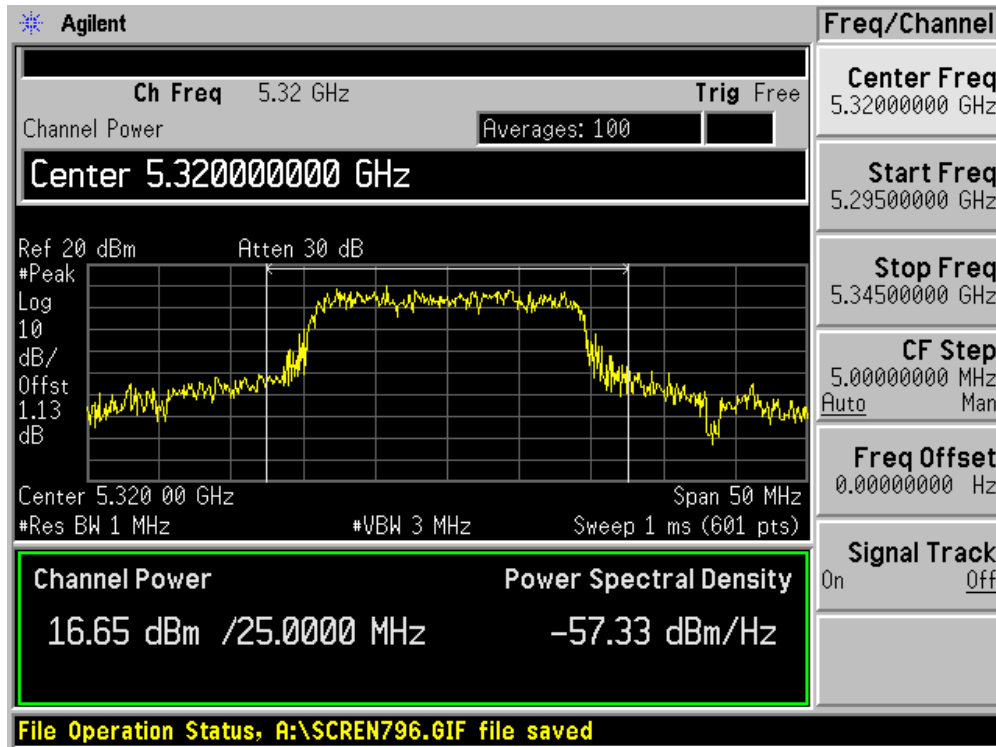 Agilent
Freq/Channel
Ch Freq 5.32 GHz Trig Free
Channel Power Averages: 100
Center 5.320000000 GHz
Ref 20 dBm Atten 30 dB
#Peak
Log
10
dB/
Offst
1.13
dB
Center 5.320 00 GHz Span 50 MHz
#Res BW 1 MHz #VBW 3 MHz Sweep 1 ms (601 pts)
Channel Power Power Spectral Density
16.65 dBm /25.0000 MHz -57.33 dBm/Hz
File Operation Status, A:\SCREN796.GIF file saved
Center Freq
5.32000000 GHz
Start Freq
5.29500000 GHz
Stop Freq
5.34500000 GHz
CF Step
5.00000000 MHz
Auto Man
Freq Offset
0.00000000 Hz
Signal Track
On Off